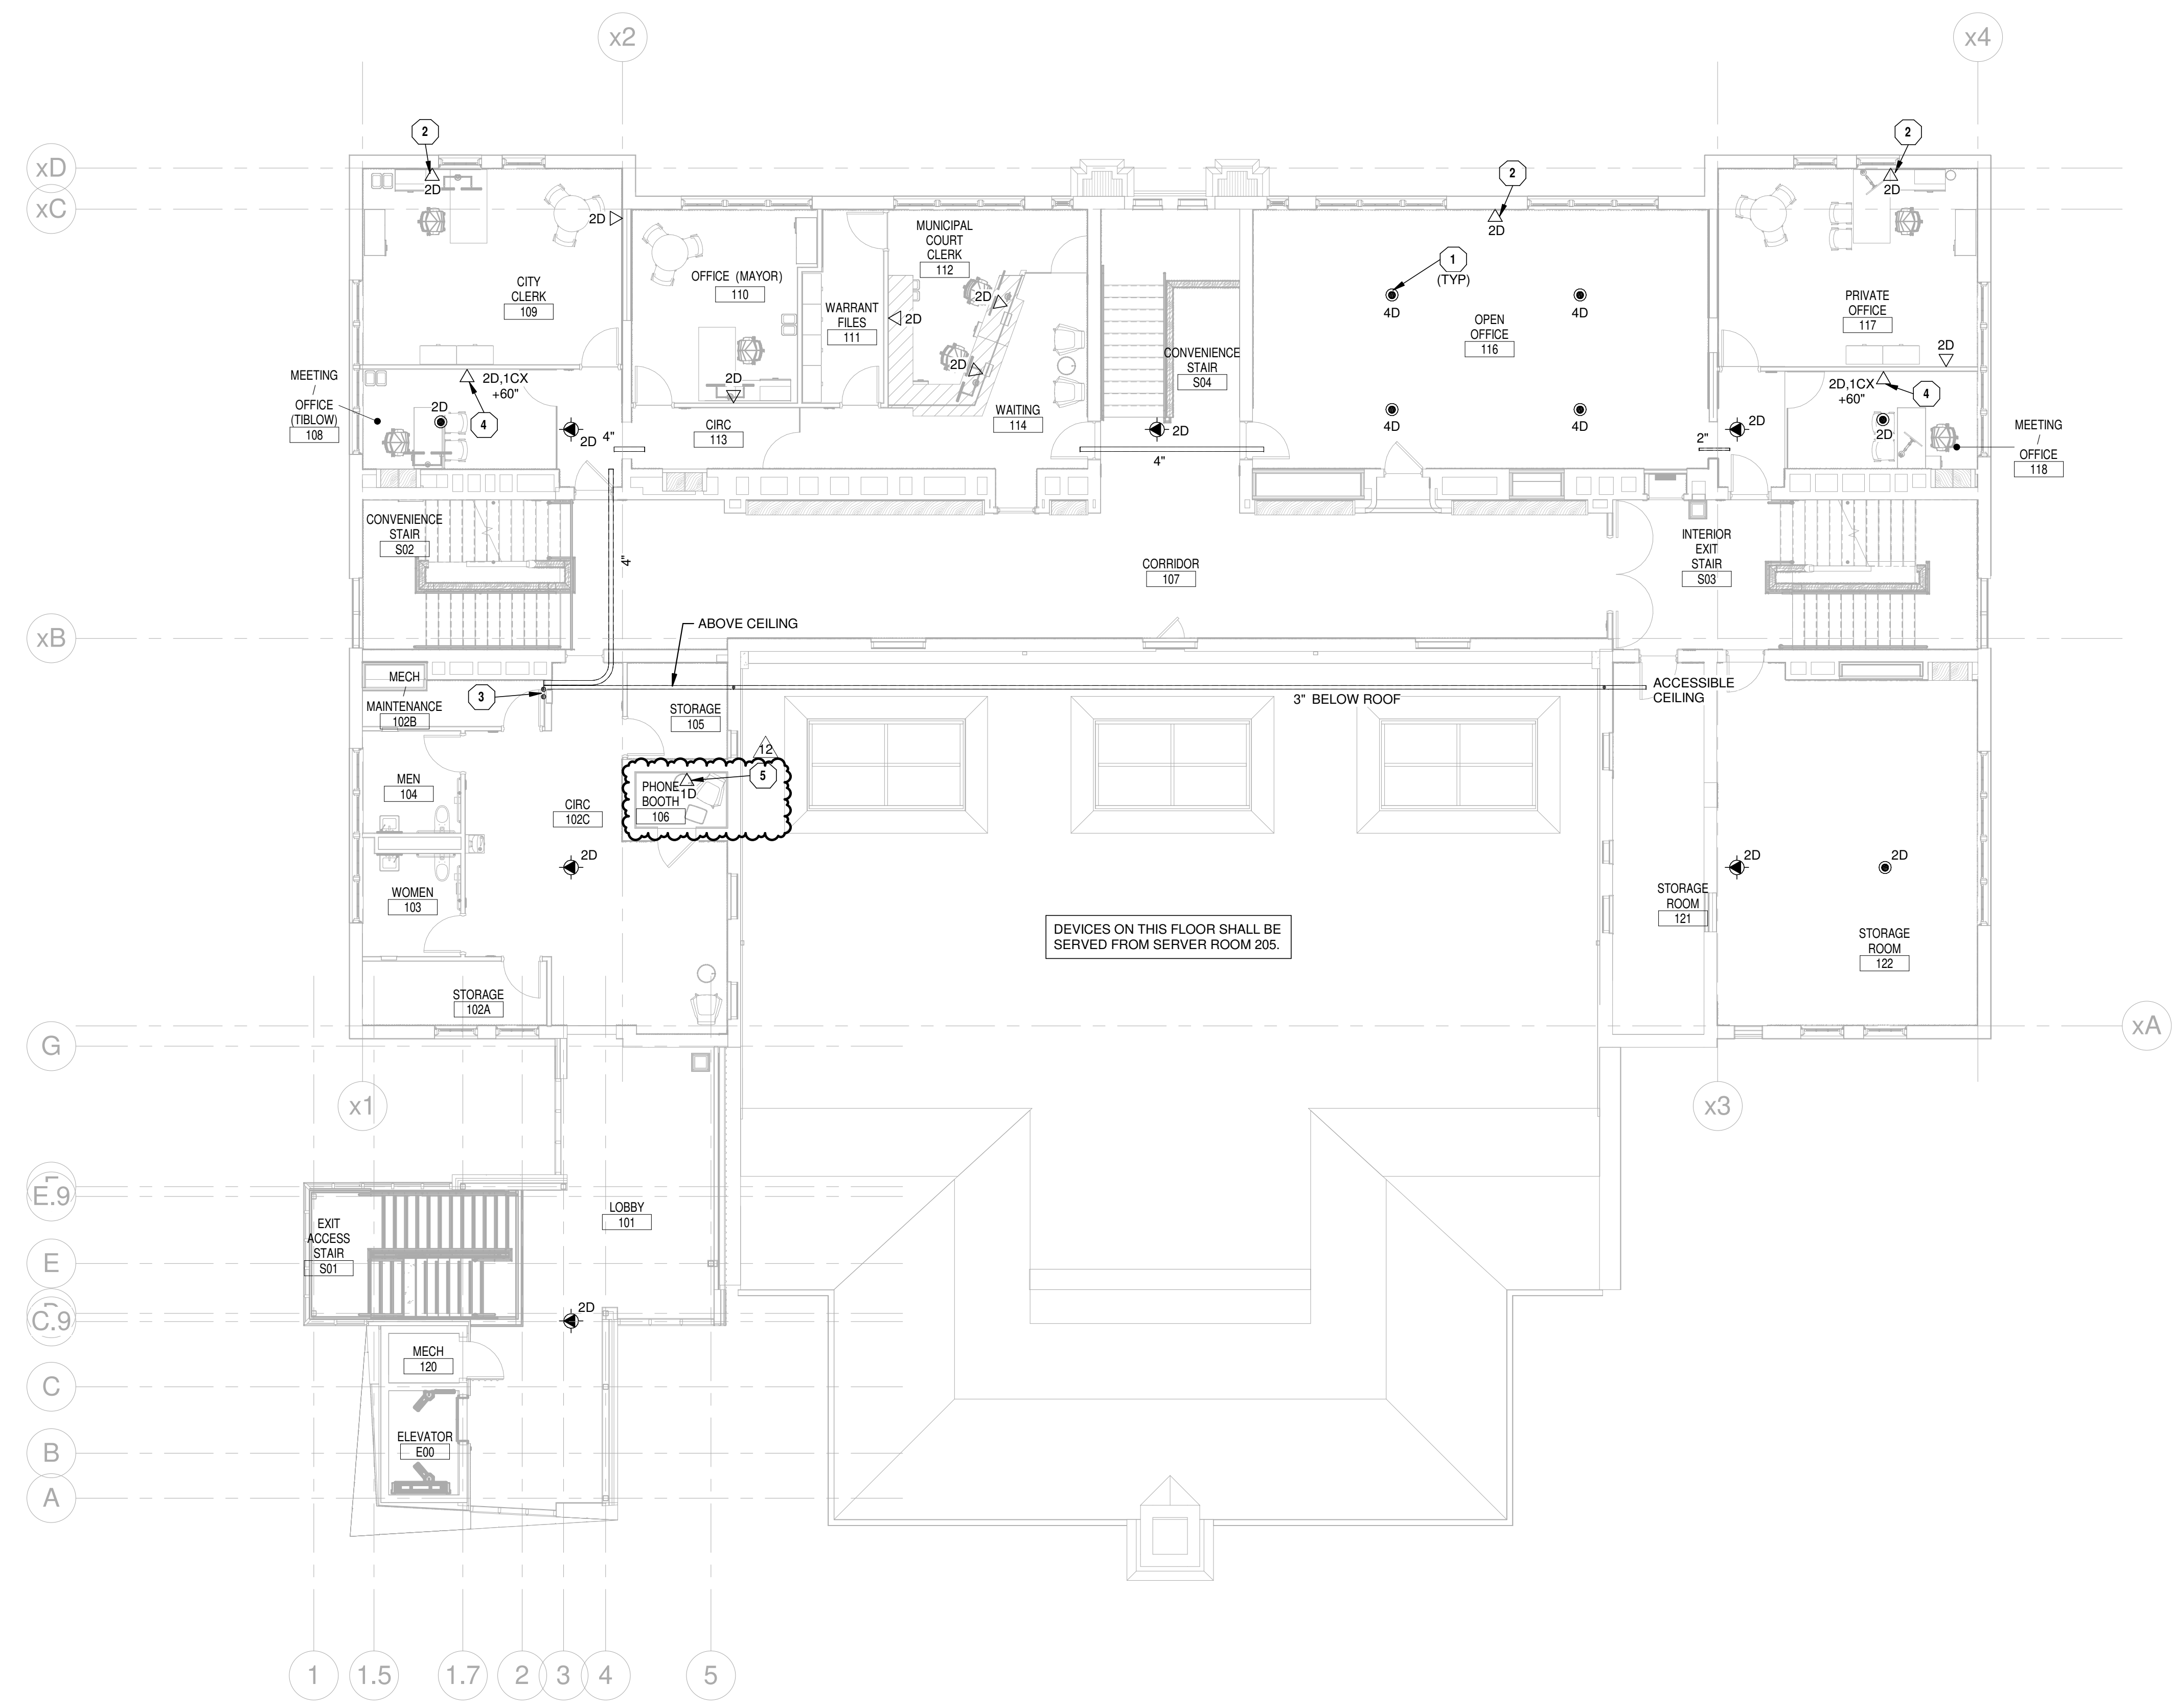 x2
x4
2
2
xD
2D
2
2D
xC
2D
2D
MUNICIPAL
COURT
CLERK
112
1
(TYP)
OFFICE (MAYOR)
110
CITY
CLERK
109
2D
4D
4D
PRIVATE
OFFICE
117
WARRANT
FILES
111
2D
OPEN
OFFICE
116
2D
CONVENIENCE
STAIR
S04
2D
MEETING
/
OFFICE
(TIBLOW)
108
2D,1CX
+60"
2D
2D,1CX
+60"
4
2D
4
WAITING
114
4D
4D
2D
CIRC
113
2D
4"
2D
4"
2"
2D
MEETING
/
OFFICE
118
CONVENIENCE
STAIR
S02
4"
CORRIDOR
107
INTERIOR
EXIT
STAIR
S03
xB
ABOVE CEILING
MECH
/
MAINTENANCE
102B
3
STORAGE
105
3" BELOW ROOF
ACCESSIBLE
CEILING
12
5
PHONE
BOOTH
106
1D
MEN
104
CIRC
102C
2D
2D
2D
WOMEN
103
STORAGE
ROOM
121
DEVICES ON THIS FLOOR SHALL BE
SERVED FROM SERVER ROOM 205.
STORAGE
ROOM
122
STORAGE
102A
G
xA
x1
x3
E.9
LOBBY
101
EXIT
ACCESS
STAIR
S01
E
C.9
2D
MECH
120
C
ELEVATOR
E00
B
A
1
1.5
1.7
2
3
4
5